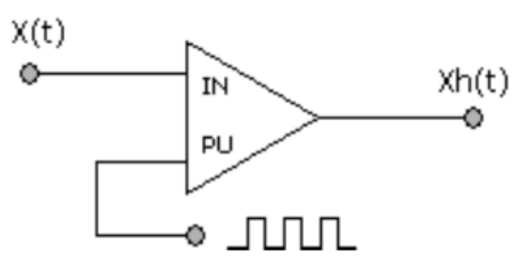 X(t)
IN
Xh(t)
PU